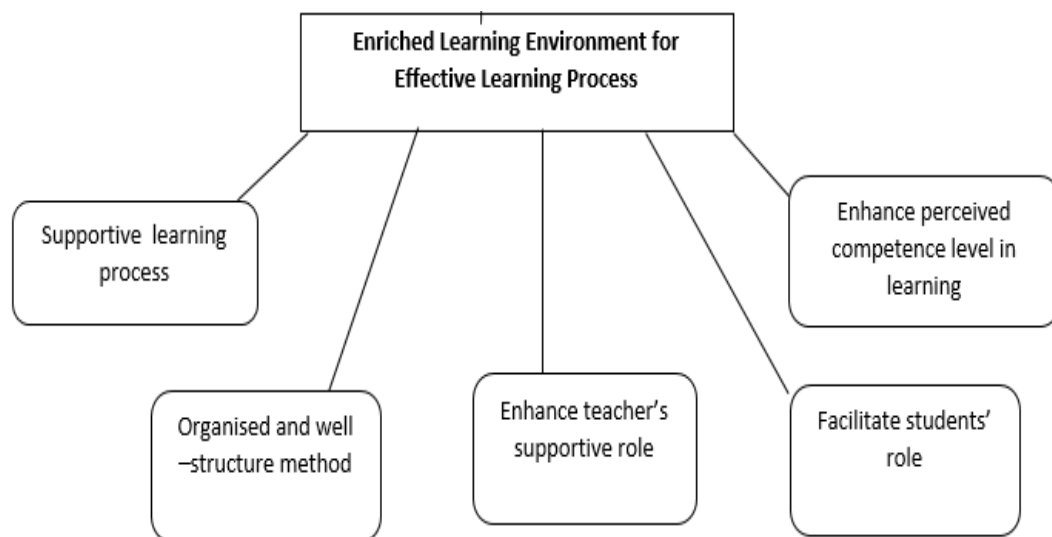 Enriched Learning Environment for
Effective Learning Process
Supportive learning
process
Enhance perceived
competence level in
learning
Organised and well
–structure method
Enhance teacher’s
supportive role
Facilitate students’
role